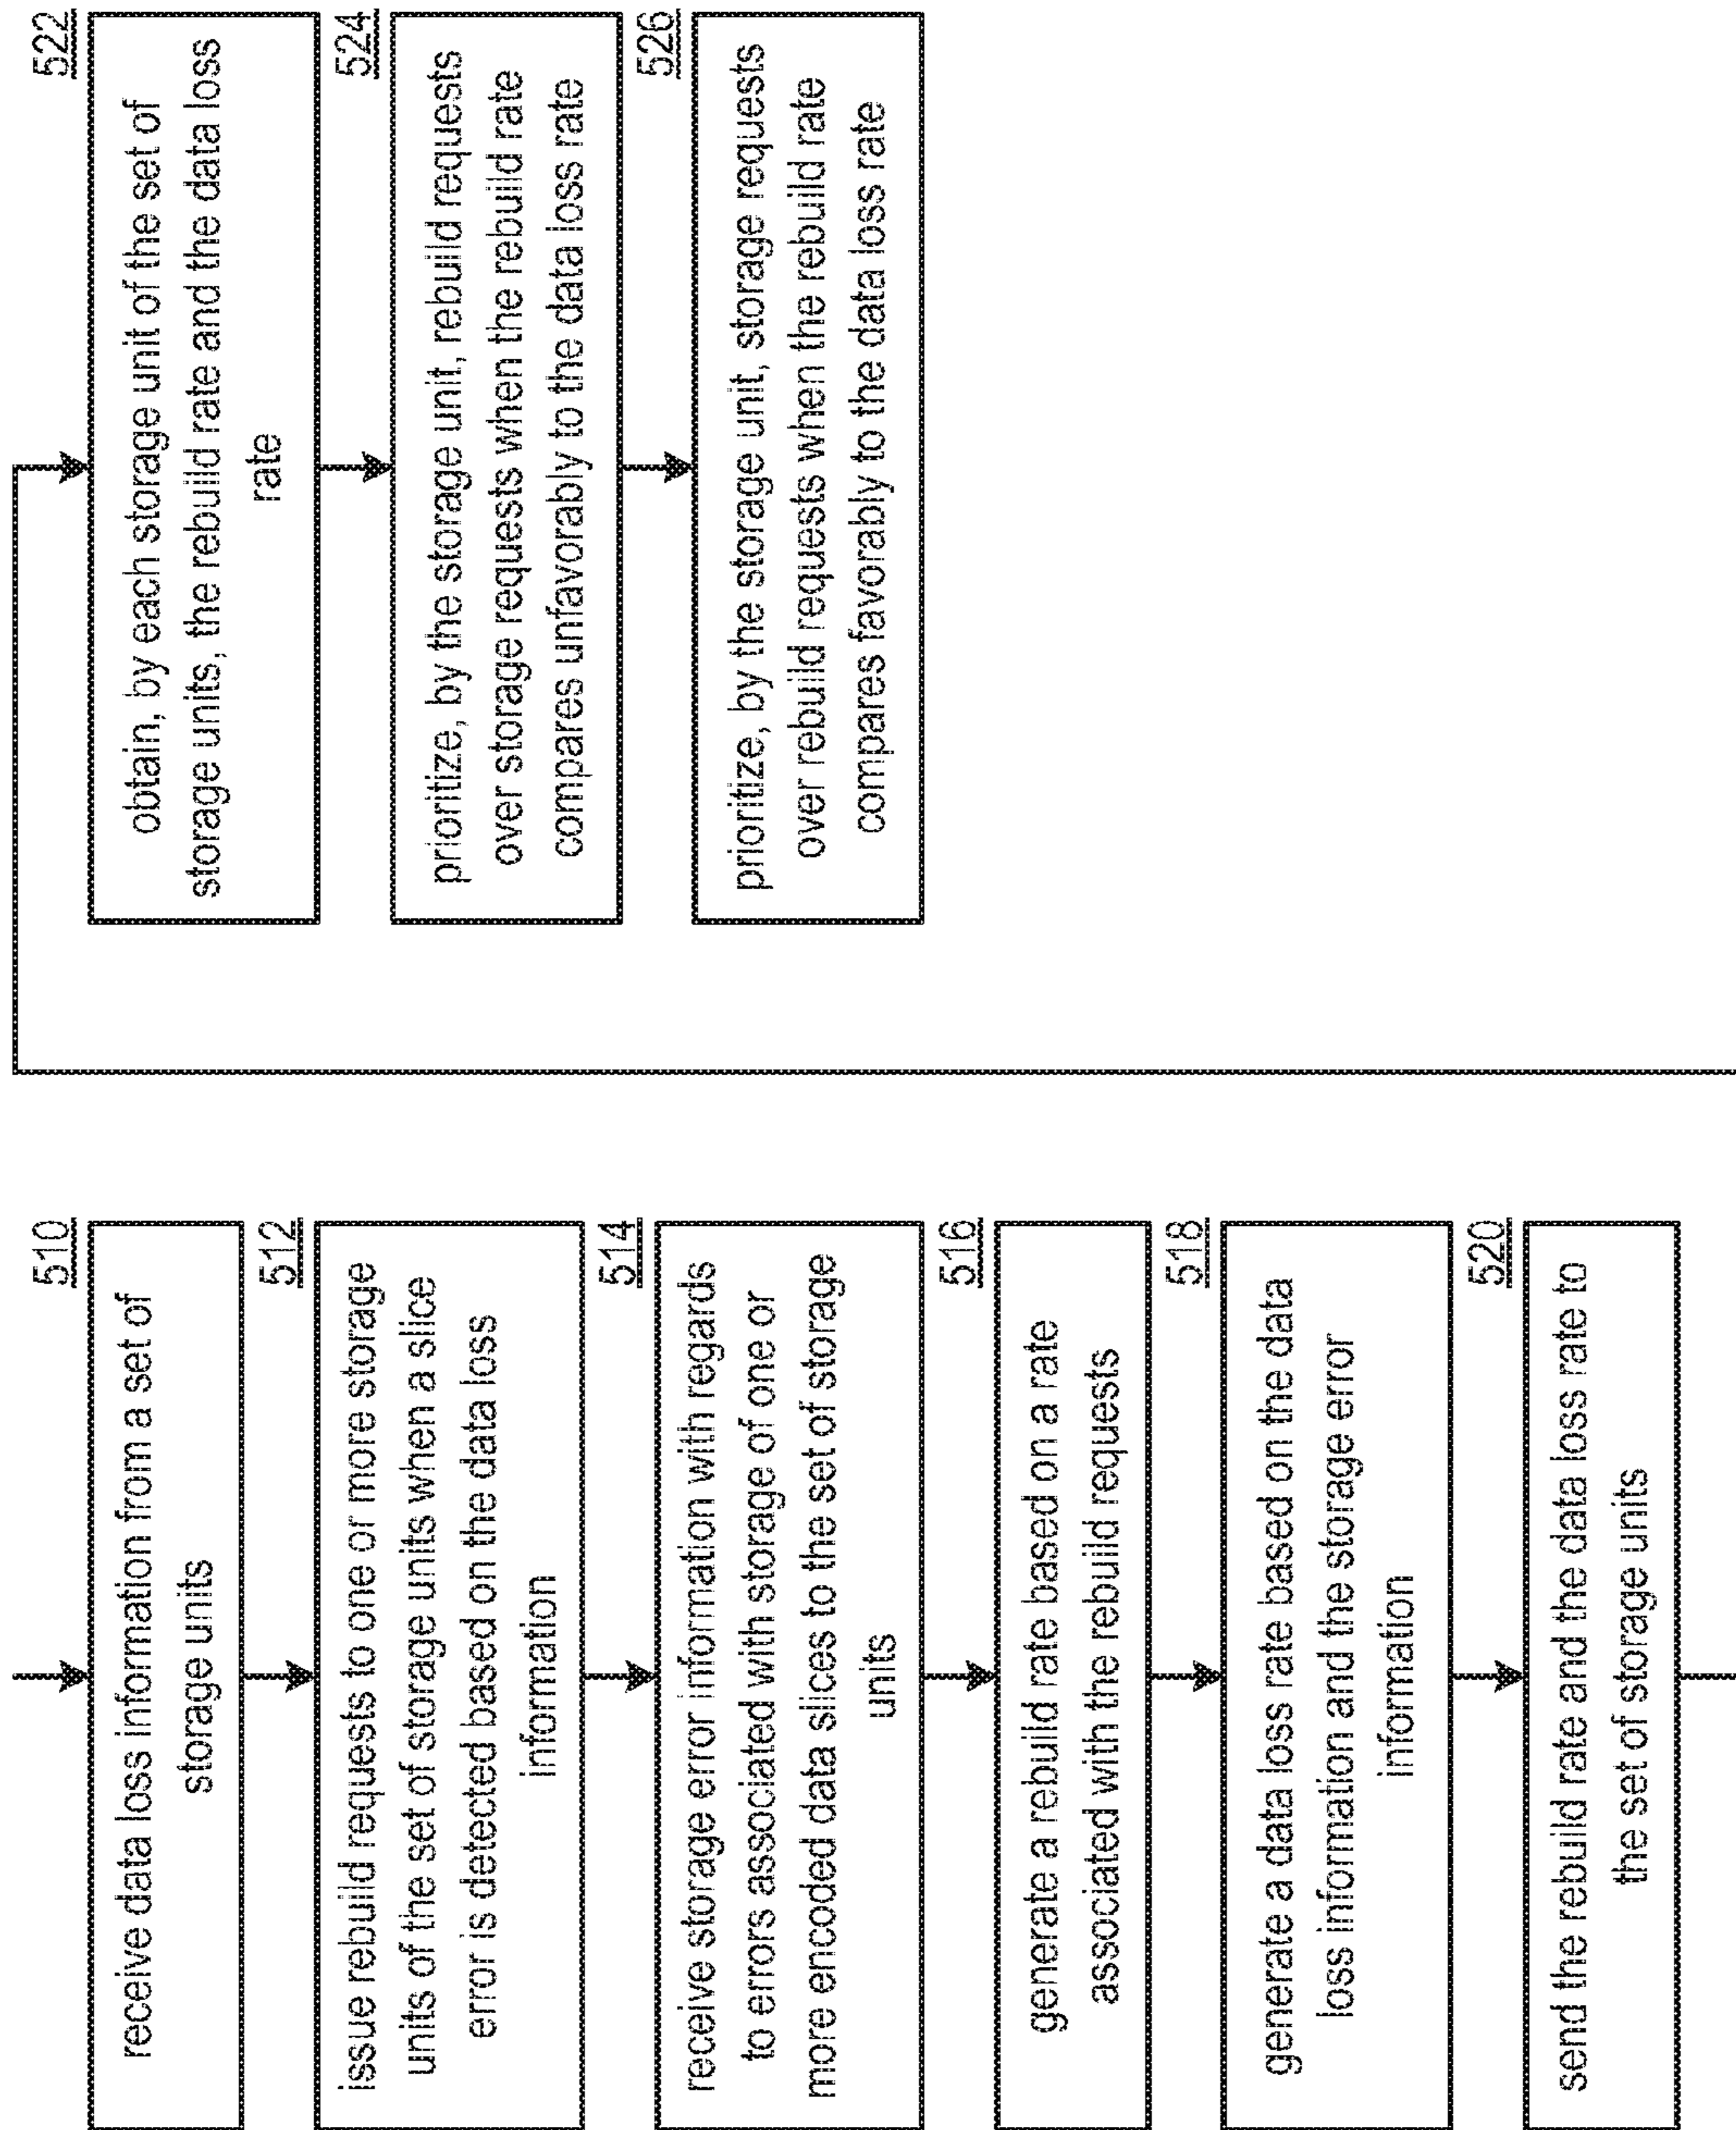 510
receive data loss information from a set of
storage units
512
issue rebuild requests to one or more storage
units of the set of storage units when a slice
error is detected based on the data loss
information
514
receive storage error information with regards
to errors associated with storage of one or
more encoded data slices to the set of storage
units
516
generate a rebuild rate based on a rate
associated with the rebuild requests
518
generate a data loss rate based on the data
loss information and the storage error
information
520
send the rebuild rate and the data loss rate to
the set of storage units
522
obtain, by each storage unit of the set of
storage units, the rebuild rate and the data loss
rate
524
prioritize, by the storage unit, rebuild requests
over storage requests when the rebuild rate
compares unfavorably to the data loss rate
526
prioritize, by the storage unit, storage requests
over rebuild requests when the rebuild rate
compares favorably to the data loss rate